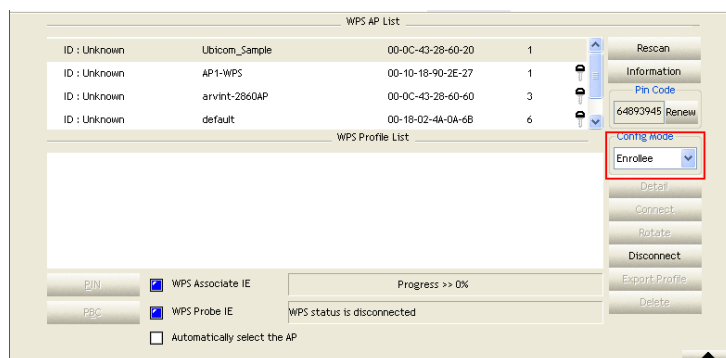 WPS AP List
ID : Unknown Ubicom_Sample 00-0C-43-28-60-20 1
ID : Unknown AP1-WPS 00-10-18-90-2E-27 1
ID : Unknown arvint-2860AP 00-0C-43-28-60-60 3
ID : Unknown default 00-18-02-4A-0A-6B 6
Rescan
Information
Pin Code
64893945 Renew
Config Mode
Enrollee
WPS Profile List
Detail
Connect
Rotate
Disconnect
Export Profile
Delete
PIN WPS Associate IE Progress >> 0%
PBC WPS Probe IE WPS status is disconnected
Automatically select the AP